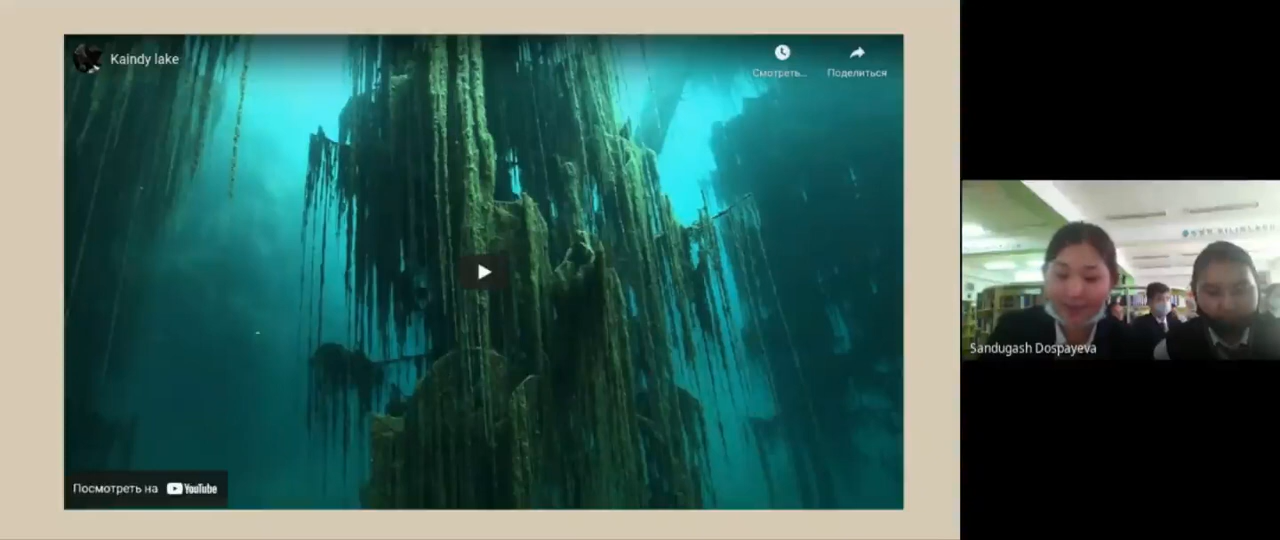 Kaindy lake
Смотреть...
Поделиться
Посмотреть на YouTube
Sandugash Dospayeva